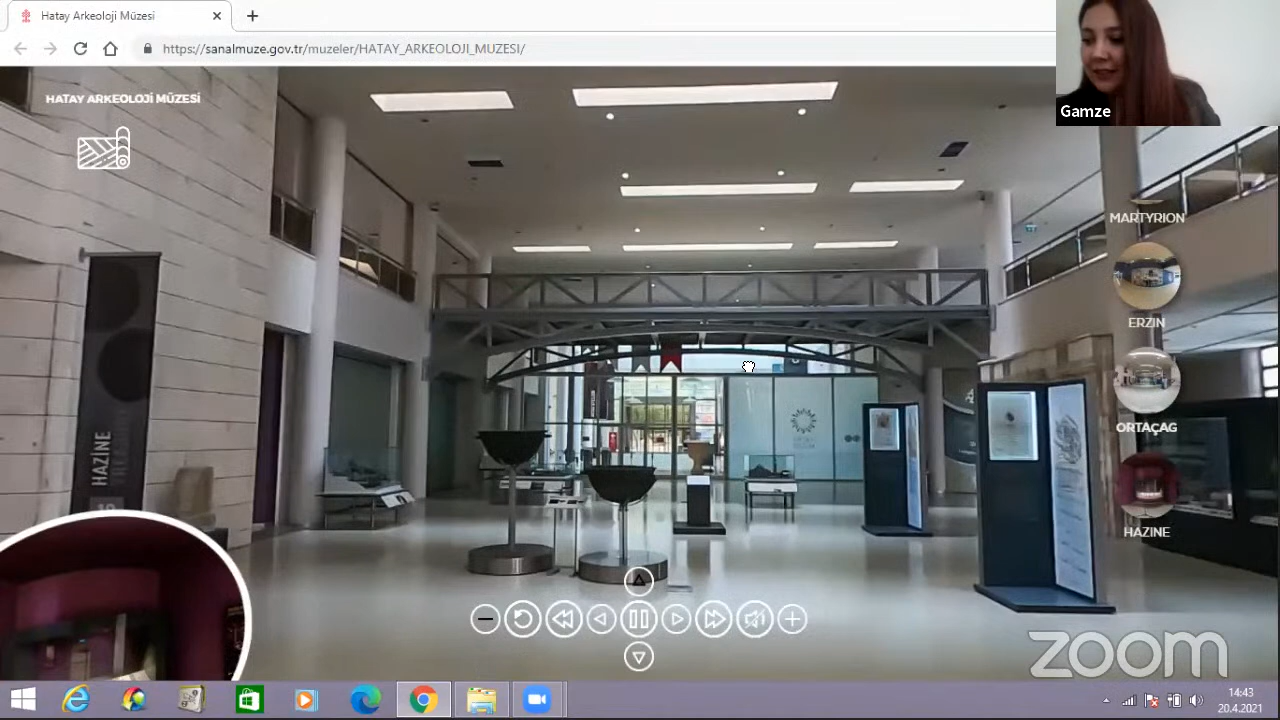 Hatay Arkeoloji Müzesi
https://sanalmuze.gov.tr/muzeler/HATAY_ARKEOLOJI_MUZESI/
Gamze
HATAY ARKEOLOJİ MÜZESİ
MARTYRION
ERZIN
ORTAÇAG
HAZINE
HAZİNE
zoom
14:43
20.4.2021